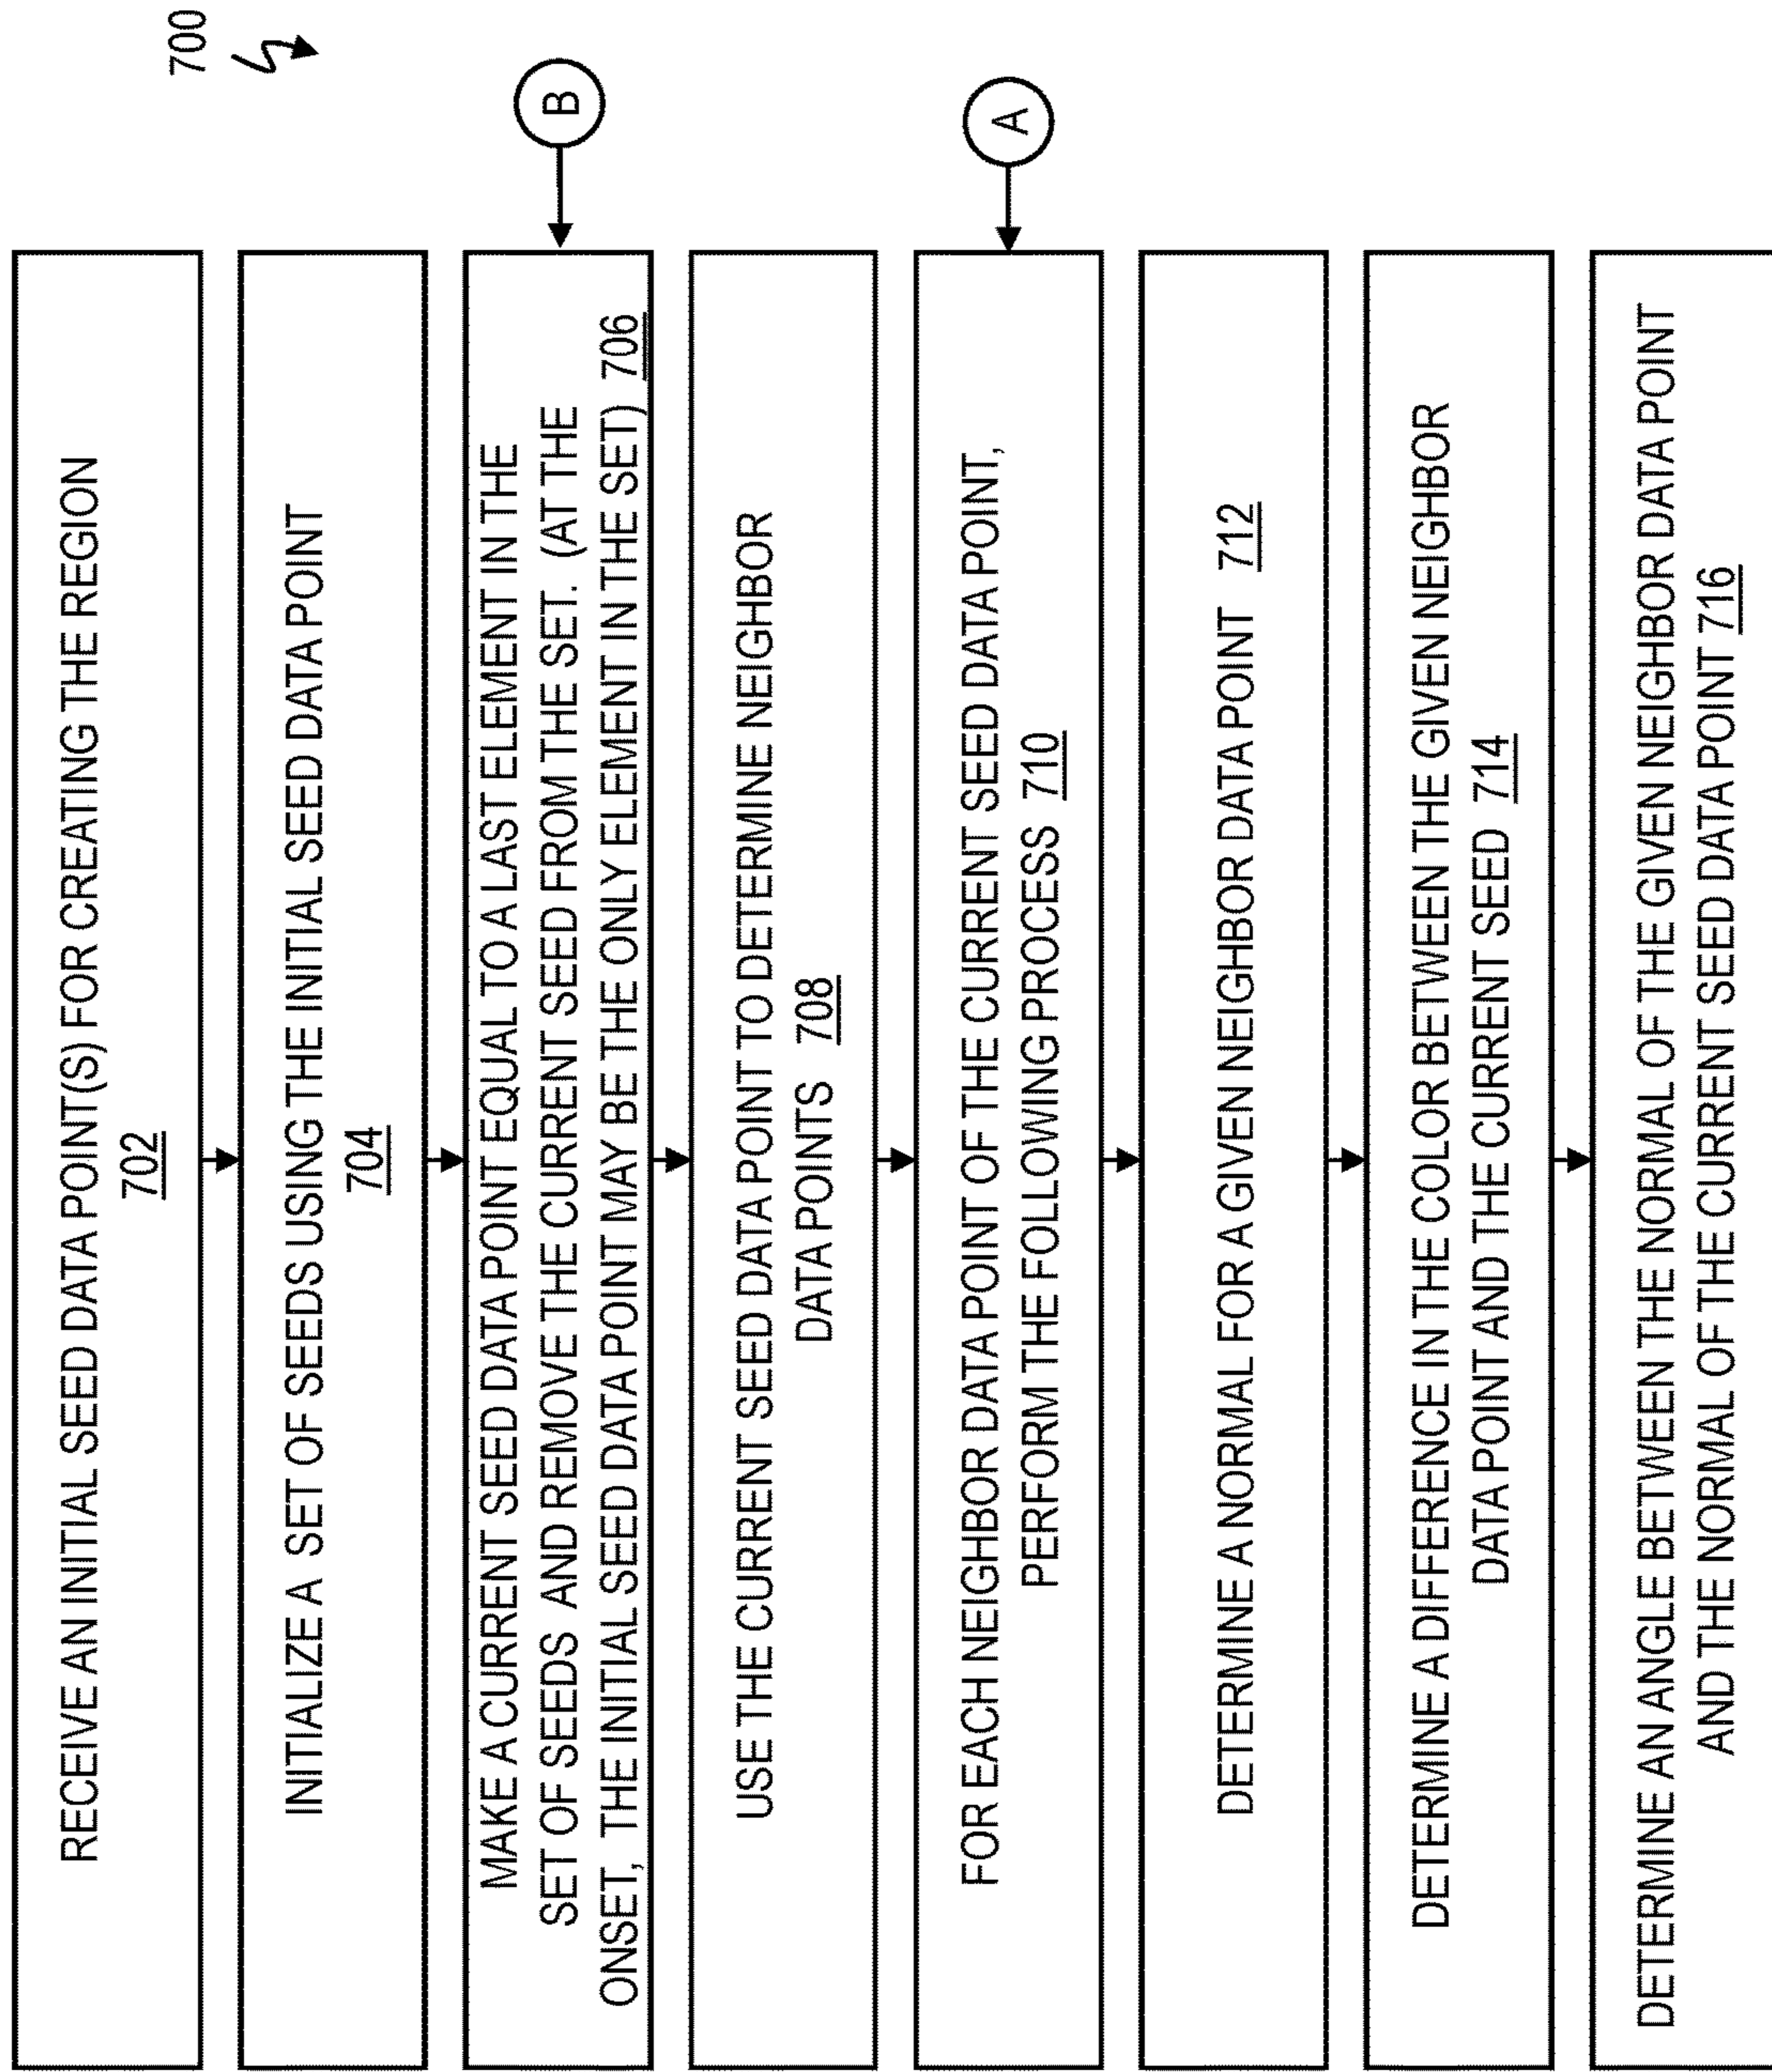 700
RECEIVE AN INITIAL SEED DATA POINT(S) FOR CREATING THE REGION
702
INITIALIZE A SET OF SEEDS USING THE INITIAL SEED DATA POINT
704
B
MAKE A CURRENT SEED DATA POINT EQUAL TO A LAST ELEMENT IN THE
SET OF SEEDS AND REMOVE THE CURRENT SEED FROM THE SET. (AT THE
ONSET, THE INITIAL SEED DATA POINT MAY BE THE ONLY ELEMENT IN THE SET) 706
USE THE CURRENT SEED DATA POINT TO DETERMINE NEIGHBOR
DATA POINTS 708
A
FOR EACH NEIGHBOR DATA POINT OF THE CURRENT SEED DATA POINT,
PERFORM THE FOLLOWING PROCESS 710
DETERMINE A NORMAL FOR A GIVEN NEIGHBOR DATA POINT 712
DETERMINE A DIFFERENCE IN THE COLOR BETWEEN THE GIVEN NEIGHBOR
DATA POINT AND THE CURRENT SEED 714
DETERMINE AN ANGLE BETWEEN THE NORMAL OF THE GIVEN NEIGHBOR DATA POINT
AND THE NORMAL OF THE CURRENT SEED DATA POINT 716